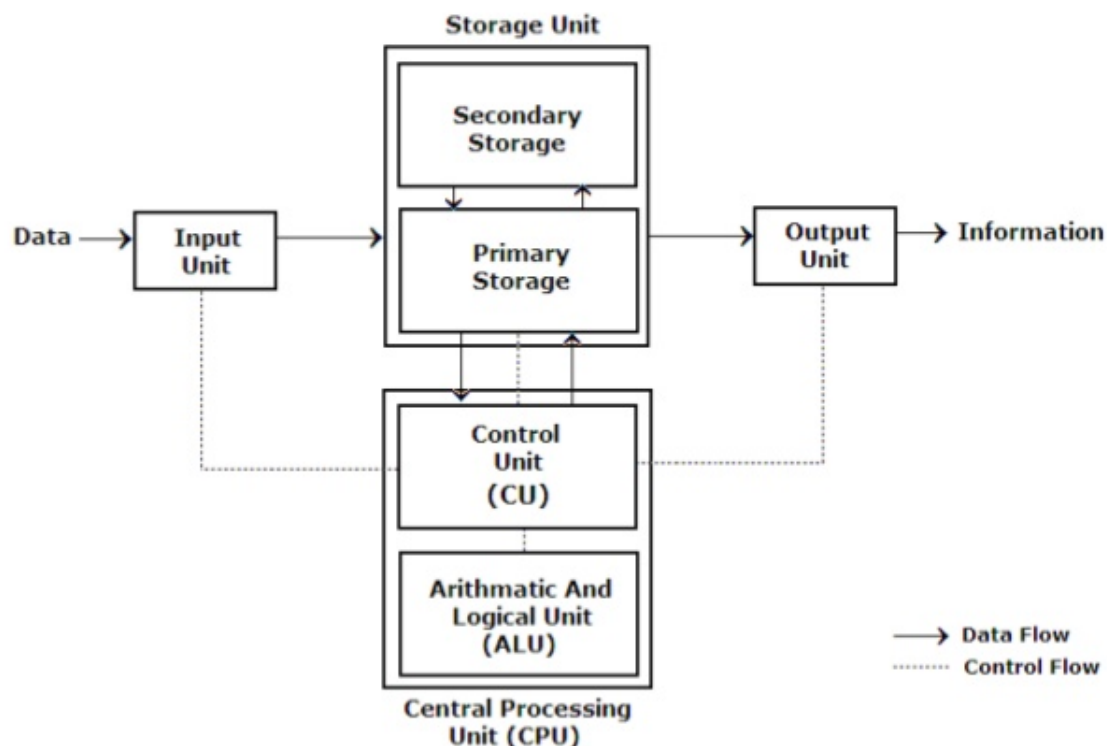 Storage Unit
Secondary
Storage
Data
Input
Unit
Primary
Storage
Output
Unit
Information
Control
Unit
(CU)
Arithmatic And
Logical Unit
(ALU)
Data Flow
Control Flow
Central Processing
Unit (CPU)